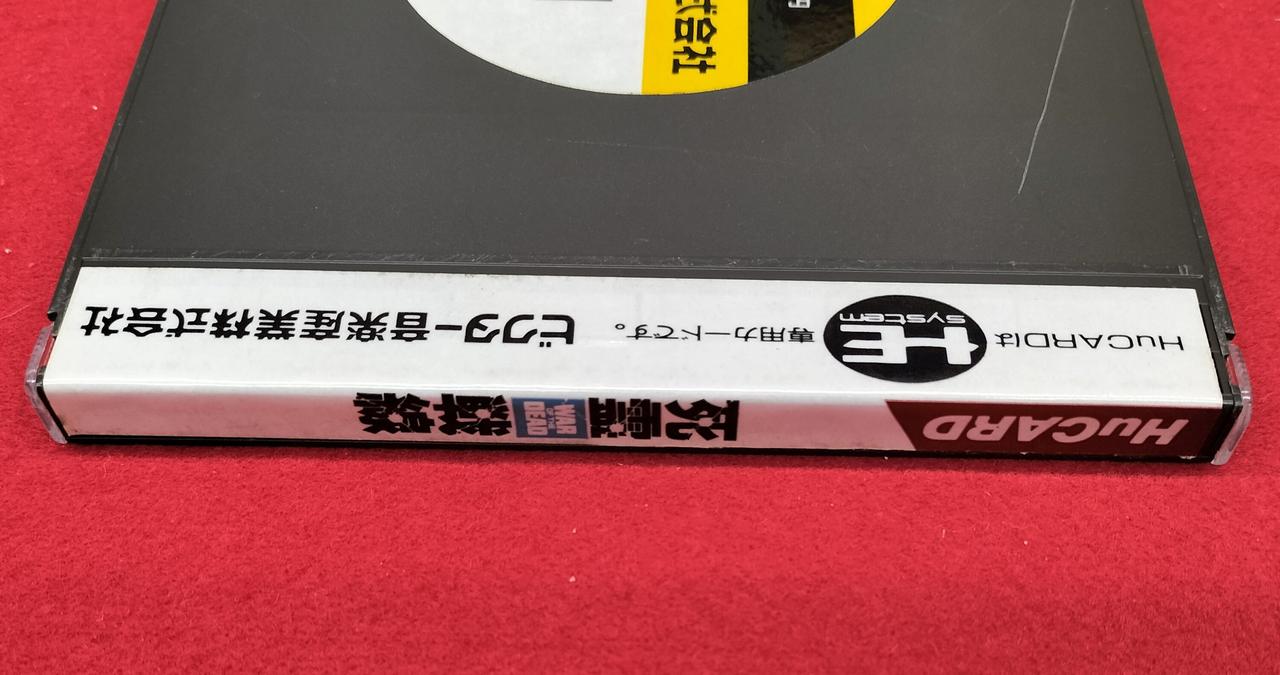 HuCARD 死霊 WAR OF THE DEAD 戦線
HuCARDは HE SYSTEM 専用カードです。 ビクター音楽産業株式会社
式会社
円